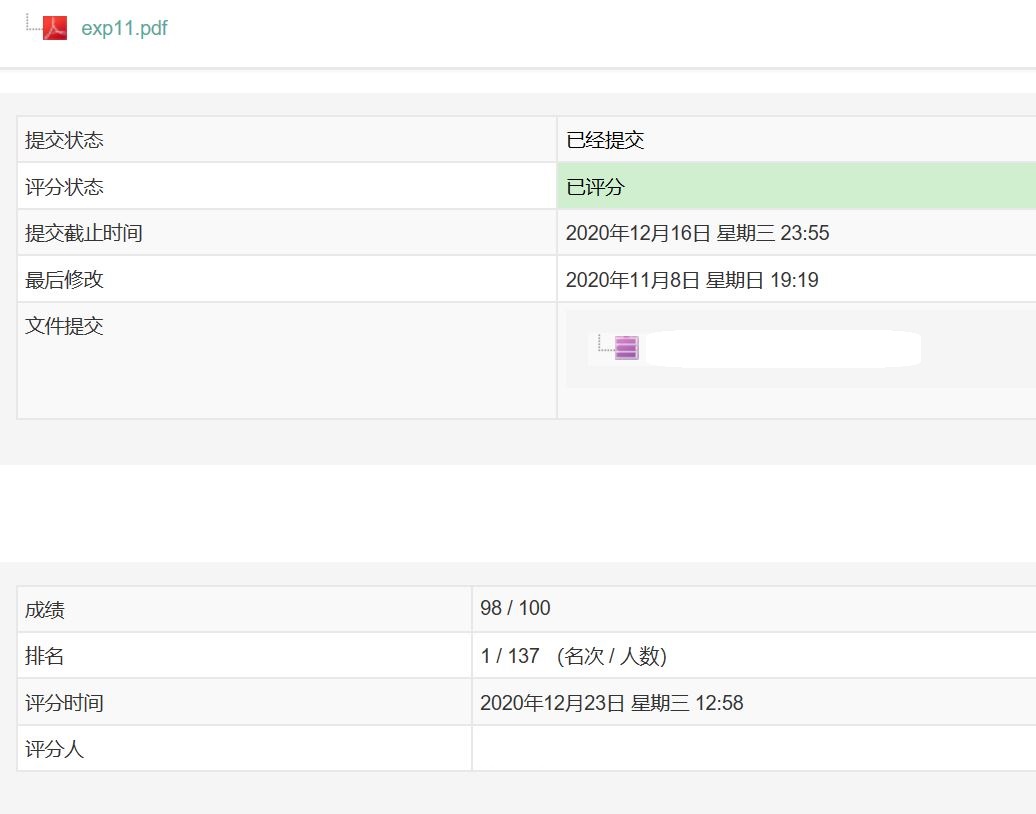 exp11.pdf
提交状态 已经提交
评分状态 已评分
提交截止时间 2020年12月16日 星期三 23:55
最后修改 2020年11月8日 星期日 19:19
文件提交
成绩 98 / 100
排名 1 / 137 (名次 / 人数)
评分时间 2020年12月23日 星期三 12:58
评分人